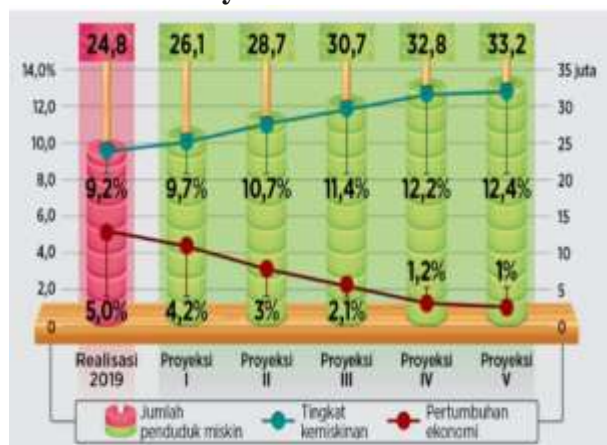 24,8 26,1 28,7 30,7 32,8 33,2
14,0% 35 juta
12,0 30
10,0 25
9,2% 9,7% 10,7% 11,4% 12,2% 12,4%
8,0 20
6,0 15
4,0 10
1,2% 1%
2,0 5
5,0% 4,2% 3% 2,1%
0 0
Realisasi Proyeksi Proyeksi Proyeksi Proyeksi Proyeksi
2019 I II III IV V
Jumlah Tingkat Pertumbuhan
penduduk miskin kemiskinan ekonomi